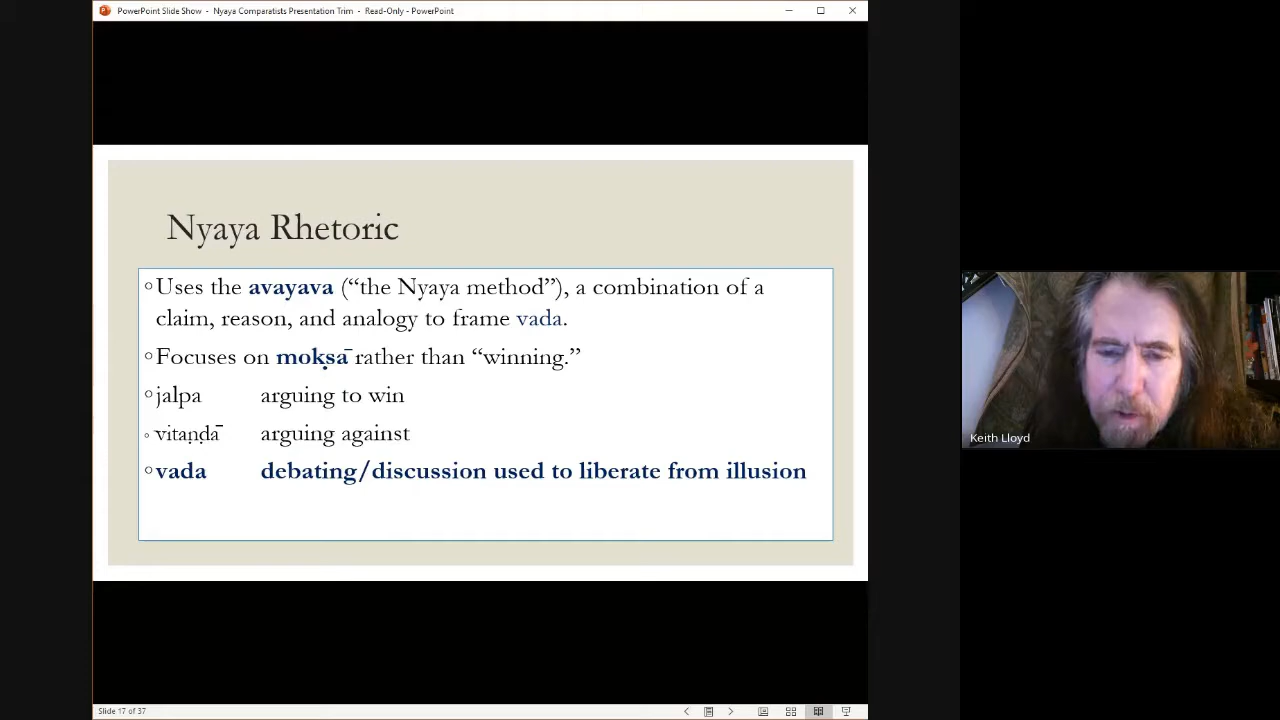 PowerPoint Slide Show - Nyaya Comparatists Presentation Trim - Read-Only - PowerPoint
Nyaya Rhetoric
Uses the avayava (“the Nyaya method”), a combination of a
claim, reason, and analogy to frame vada.
Focuses on mokṣā rather than “winning.”
jalpa arguing to win
vitaṇḍā arguing against
vada debating/discussion used to liberate from illusion
Keith Lloyd
Slide 17 of 37